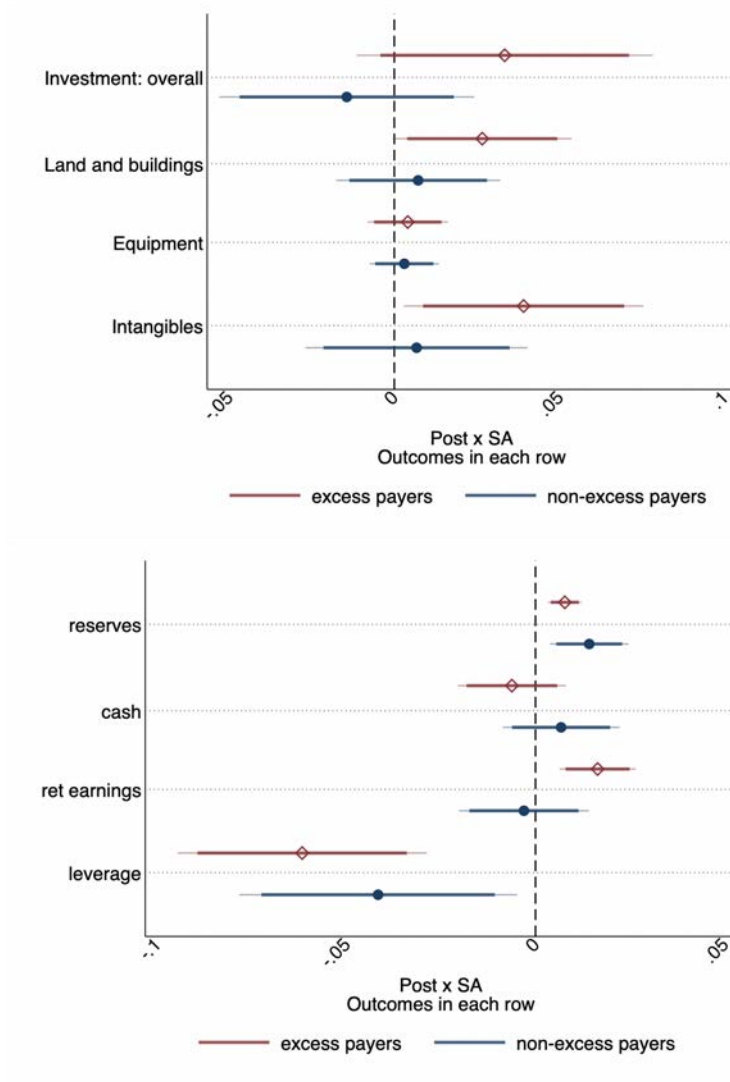 Investment: overall
Land and buildings
Equipment
Intangibles
-.05
0
.05
.1
Post x SA
Outcomes in each row
excess payers
non-excess payers
reserves
cash
ret earnings
leverage
-.1
-.05
0
.05
Post x SA
Outcomes in each row
excess payers
non-excess payers